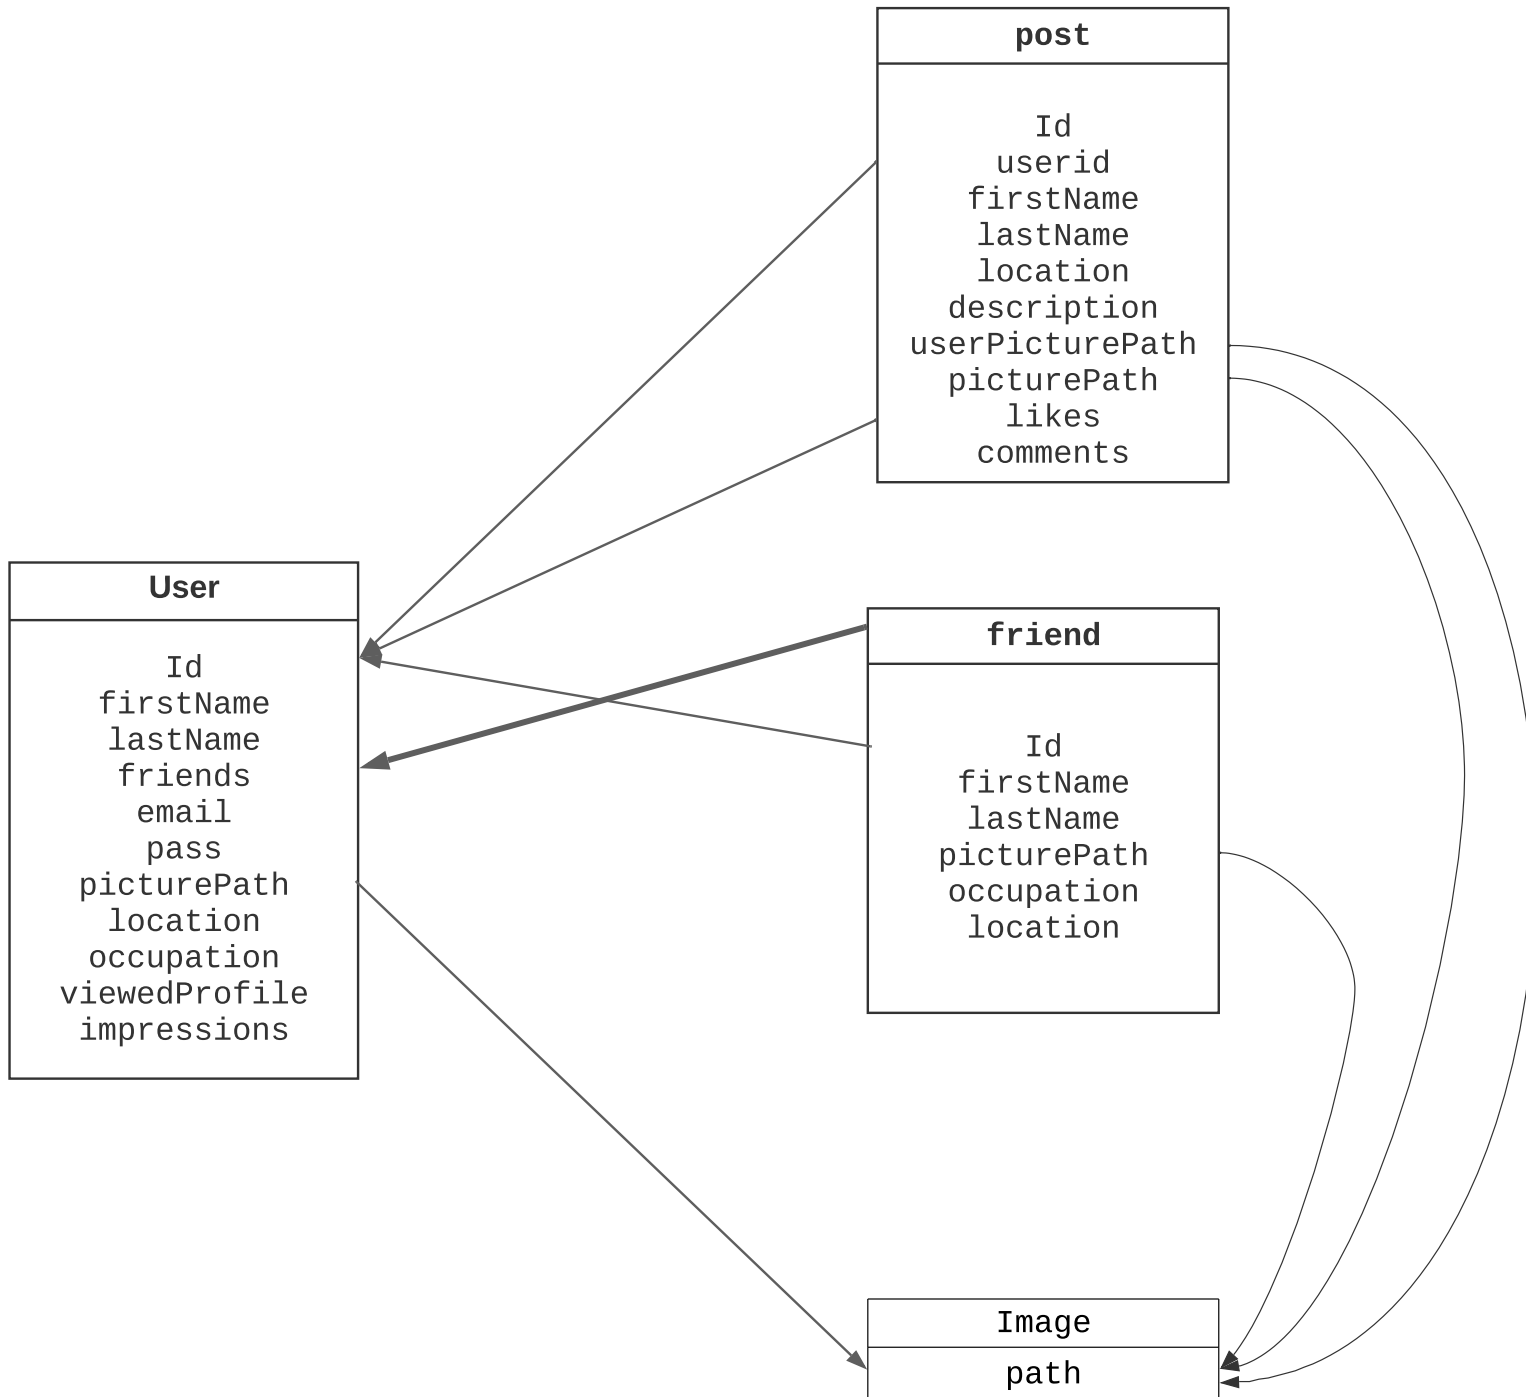 post
Id
userid
firstName
lastName
location
description
userPicturePath
picturePath
likes
comments
User
Id
firstName
lastName
friends
email
pass
picturePath
location
occupation
viewedProfile
impressions
friend
Id
firstName
lastName
picturePath
occupation
location
Image
path